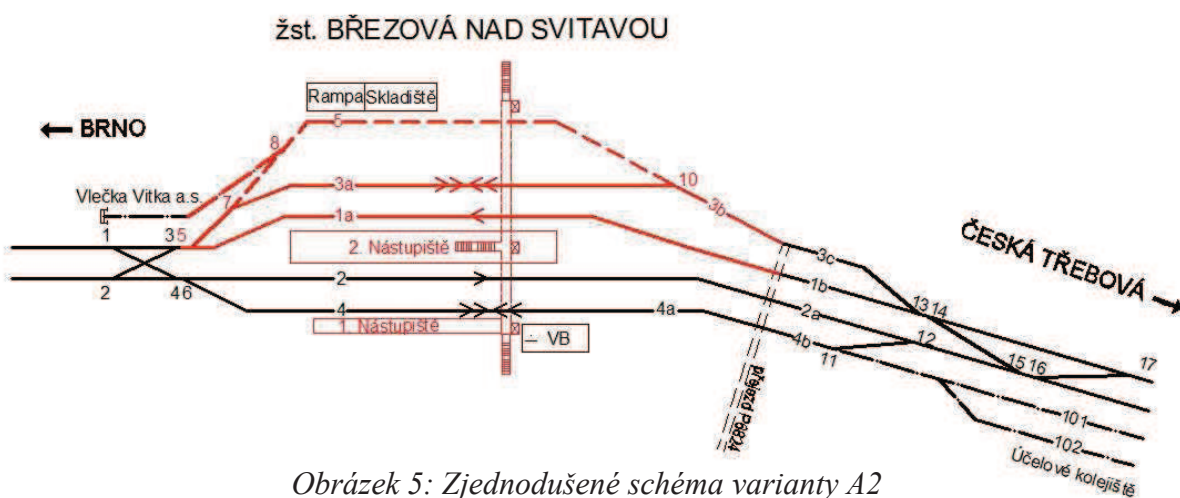 žst. BŘEZOVÁ NAD SVITAVOU
Rampa Skladiště
BRNO
5
8
Vlečka Vitka a.s.
7
3a
10
3b
1a
1
35
2. Nástupiště
ČESKÁ TŘEBOVÁ
3c
2
46
2
1b
4
4a
2a
13 14
1. Nástupiště
VB
4b
11
12
15 16
17
přejezd P6824
101
102
Účelové kolejiště
Obrázek 5: Zjednodušené schéma varianty A2